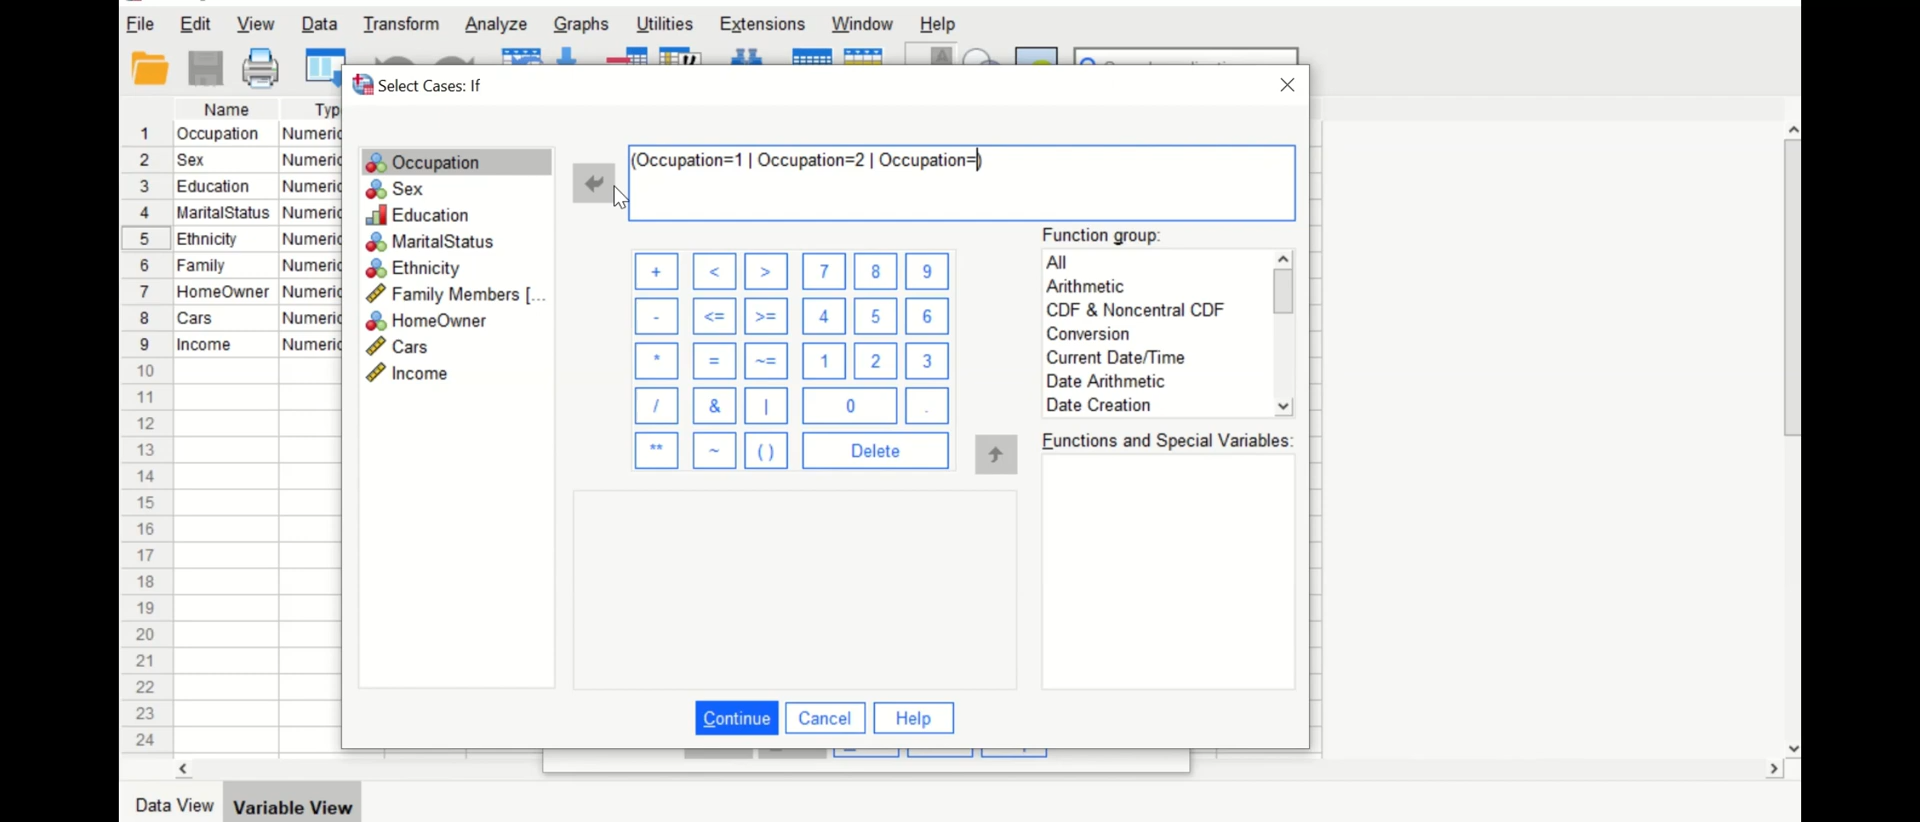 File Edit View Data Transform Analyze Graphs Utilities Extensions Window Help
Select Cases: If
Name Typ
1 Occupation Numeric
2 Sex Numeric
3 Education Numeric
4 MaritalStatus Numeric
5 Ethnicity Numeric
6 Family Numeric
7 HomeOwner Numeric
8 Cars Numeric
9 Income Numeric
10
11
12
13
14
15
16
17
18
19
20
21
22
23
24
Occupation
Sex
Education
MaritalStatus
Ethnicity
Family Members [...
HomeOwner
Cars
Income
(Occupation=1 | Occupation=2 | Occupation=)
+ < > 7 8 9
- <= >= 4 5 6
* = ~= 1 2 3
/ & | 0 .
** ~ ( ) Delete
Function group:
All
Arithmetic
CDF & Noncentral CDF
Conversion
Current Date/Time
Date Arithmetic
Date Creation
Functions and Special Variables:
Continue Cancel Help
Data View Variable View